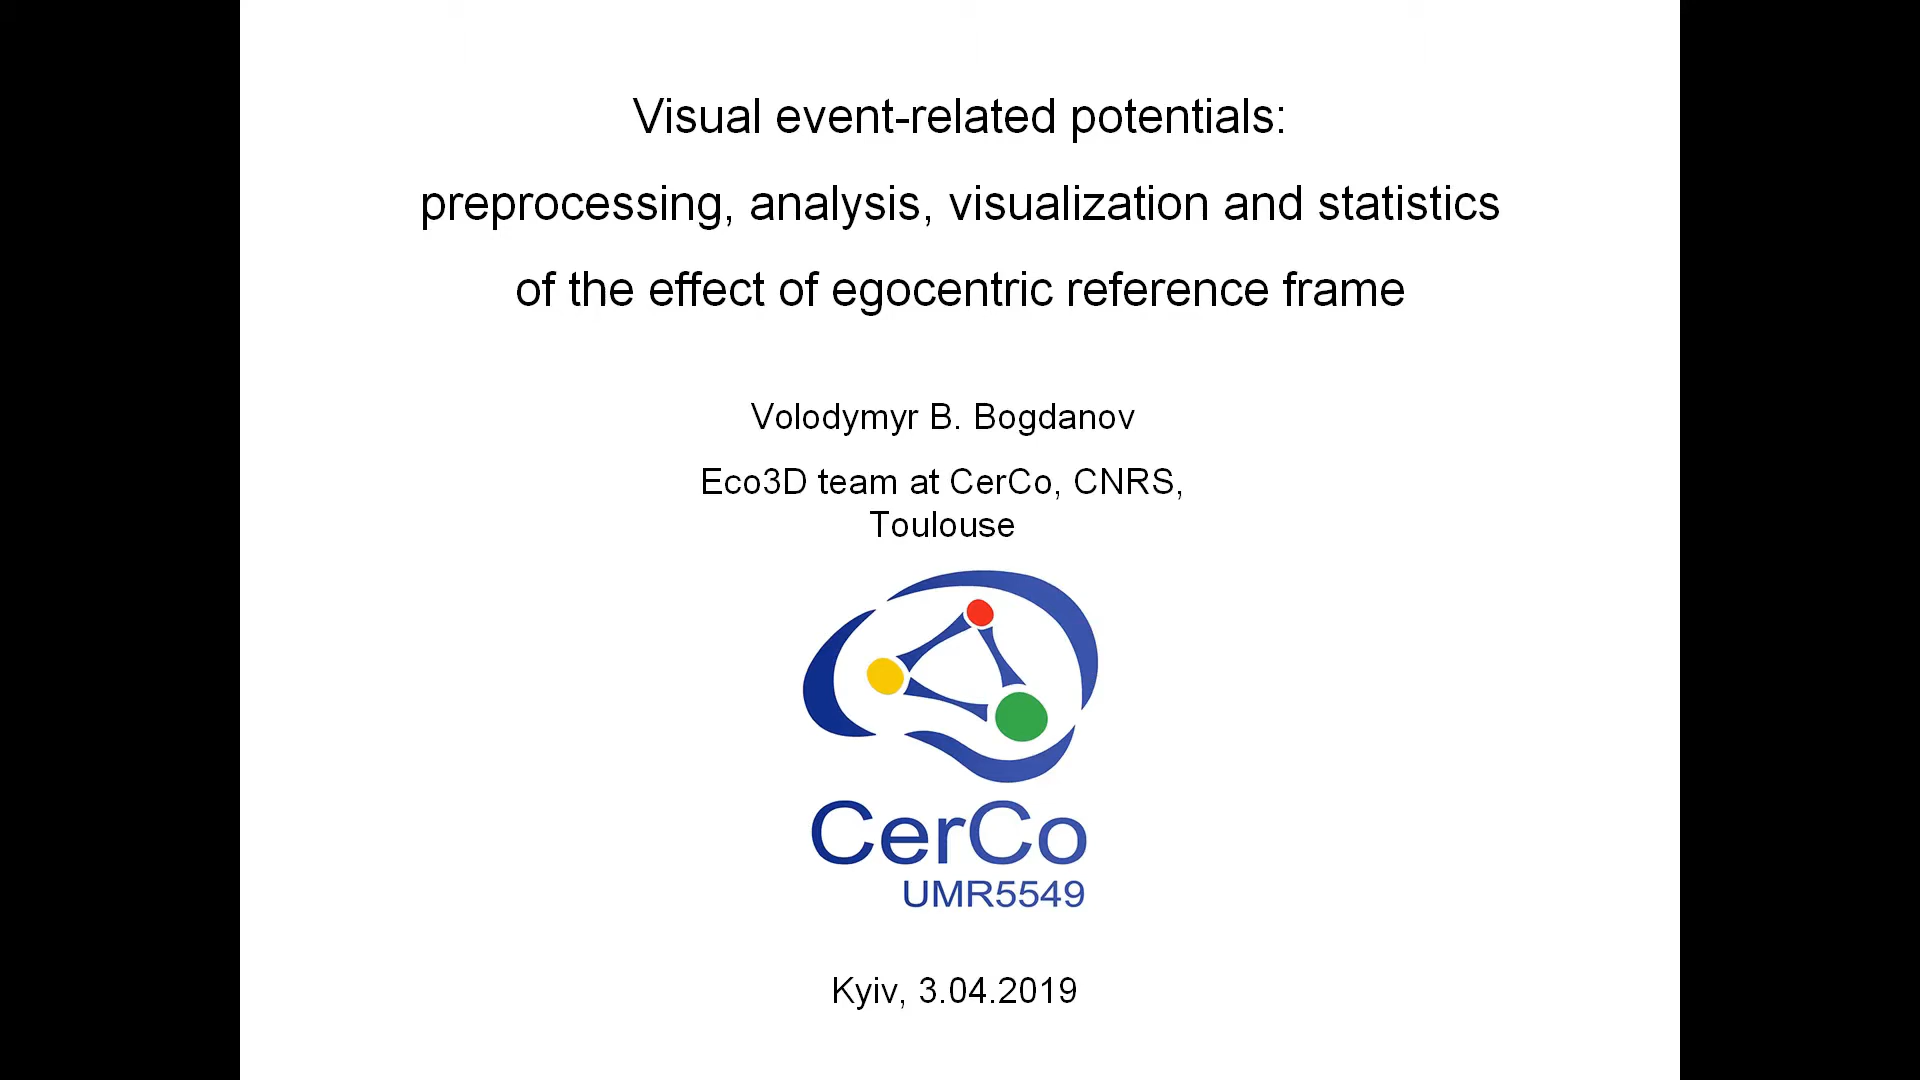 Visual event-related potentials:
preprocessing, analysis, visualization and statistics
of the effect of egocentric reference frame
Volodymyr B. Bogdanov
Eco3D team at CerCo, CNRS,
Toulouse
CerCo
UMR5549
Kyiv, 3.04.2019